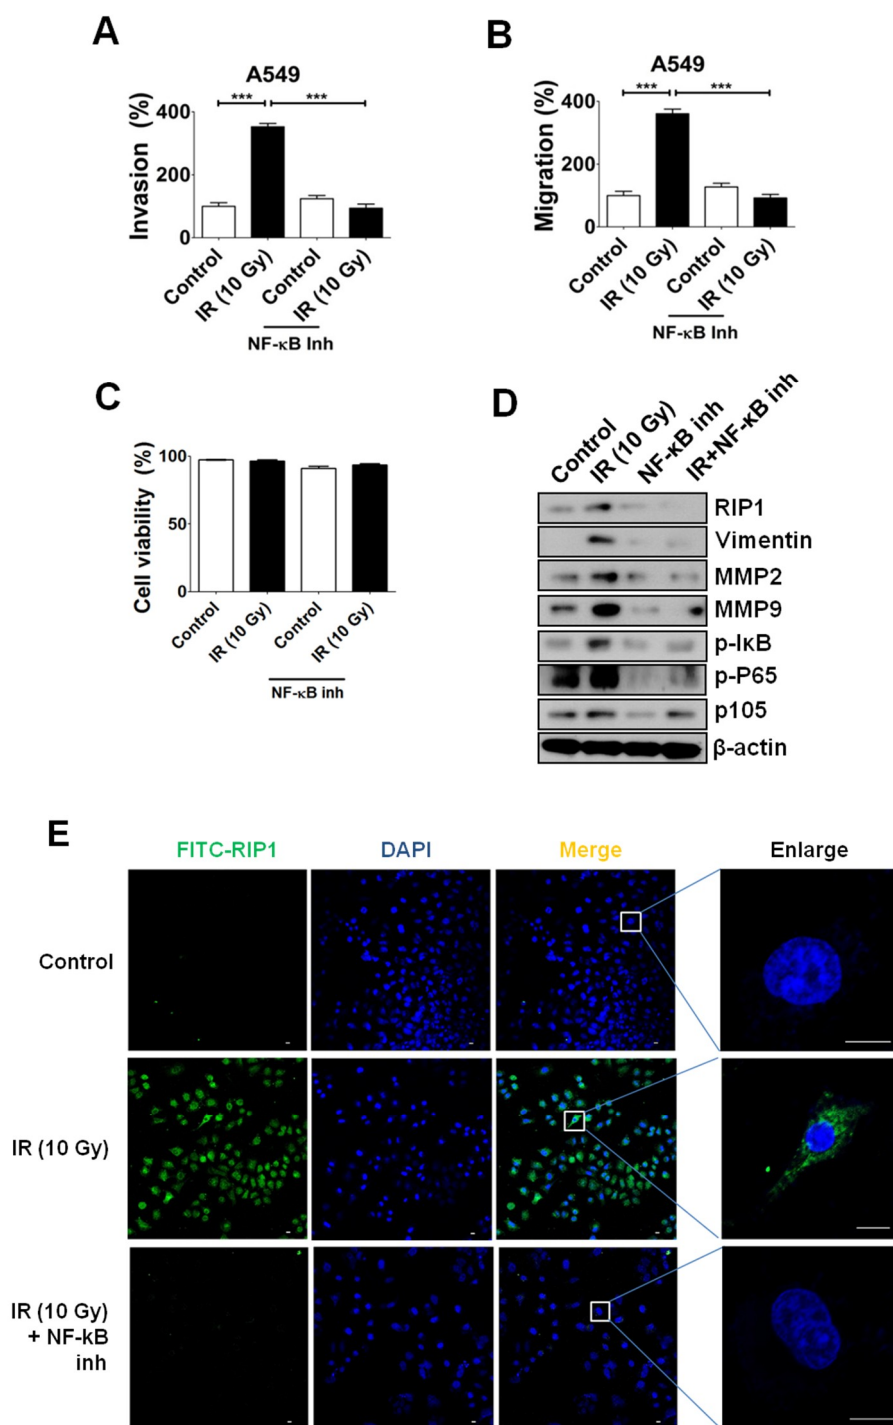 A
A549
***
***
Invasion (%)
400
200
0
Control
IR (10 Gy)
Control
IR (10 Gy)
NF-κB Inh
B
A549
***
***
Migration (%)
400
200
0
Control
IR (10 Gy)
Control
IR (10 Gy)
NF-κB Inh
C
Cell viability (%)
100
50
0
Control
IR (10 Gy)
Control
IR (10 Gy)
NF-κB inh
D
Control
IR (10 Gy)
NF-κB inh
IR+NF-κB inh
RIP1
Vimentin
MMP2
MMP9
p-IκB
p-P65
p105
β-actin
E
FITC-RIP1
DAPI
Merge
Enlarge
Control
IR (10 Gy)
IR (10 Gy)
+ NF-kB
inh